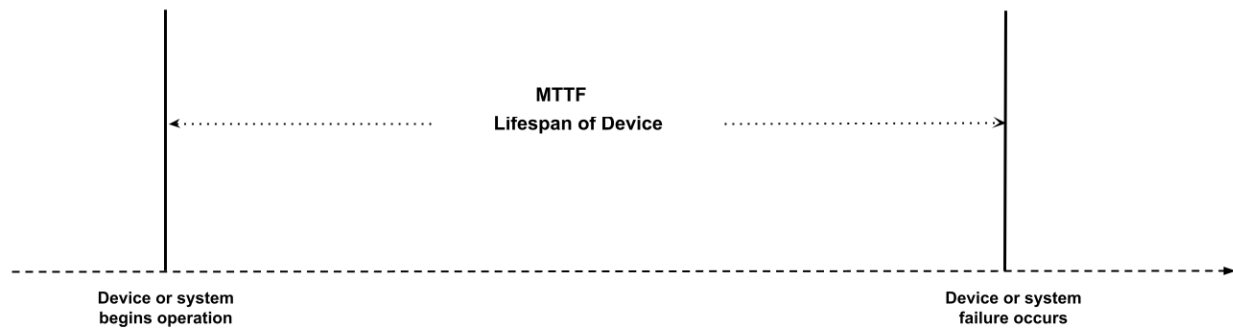 MTTF
Lifespan of Device
Device or system
begins operation
Device or system
failure occurs